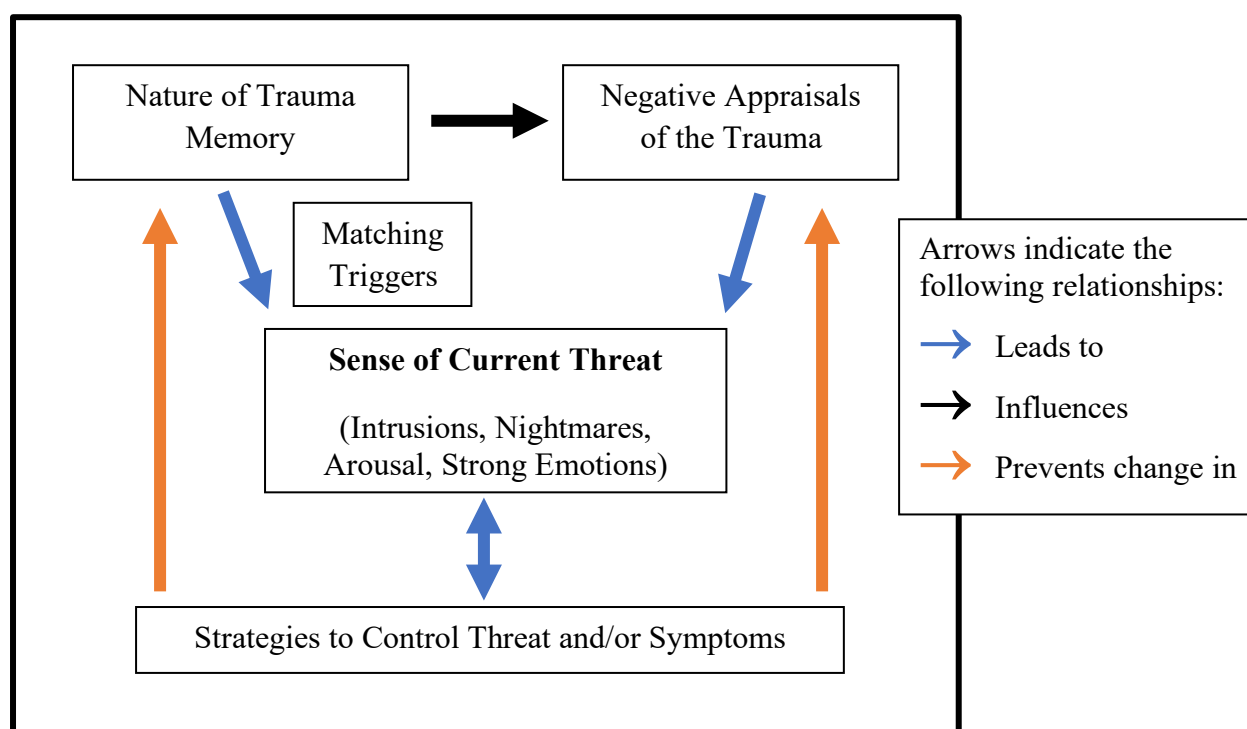 Nature of Trauma
Memory
Negative Appraisals
of the Trauma
Matching
Triggers
Sense of Current Threat
(Intrusions, Nightmares,
Arousal, Strong Emotions)
Strategies to Control Threat and/or Symptoms
Arrows indicate the
following relationships:
Leads to
Influences
Prevents change in